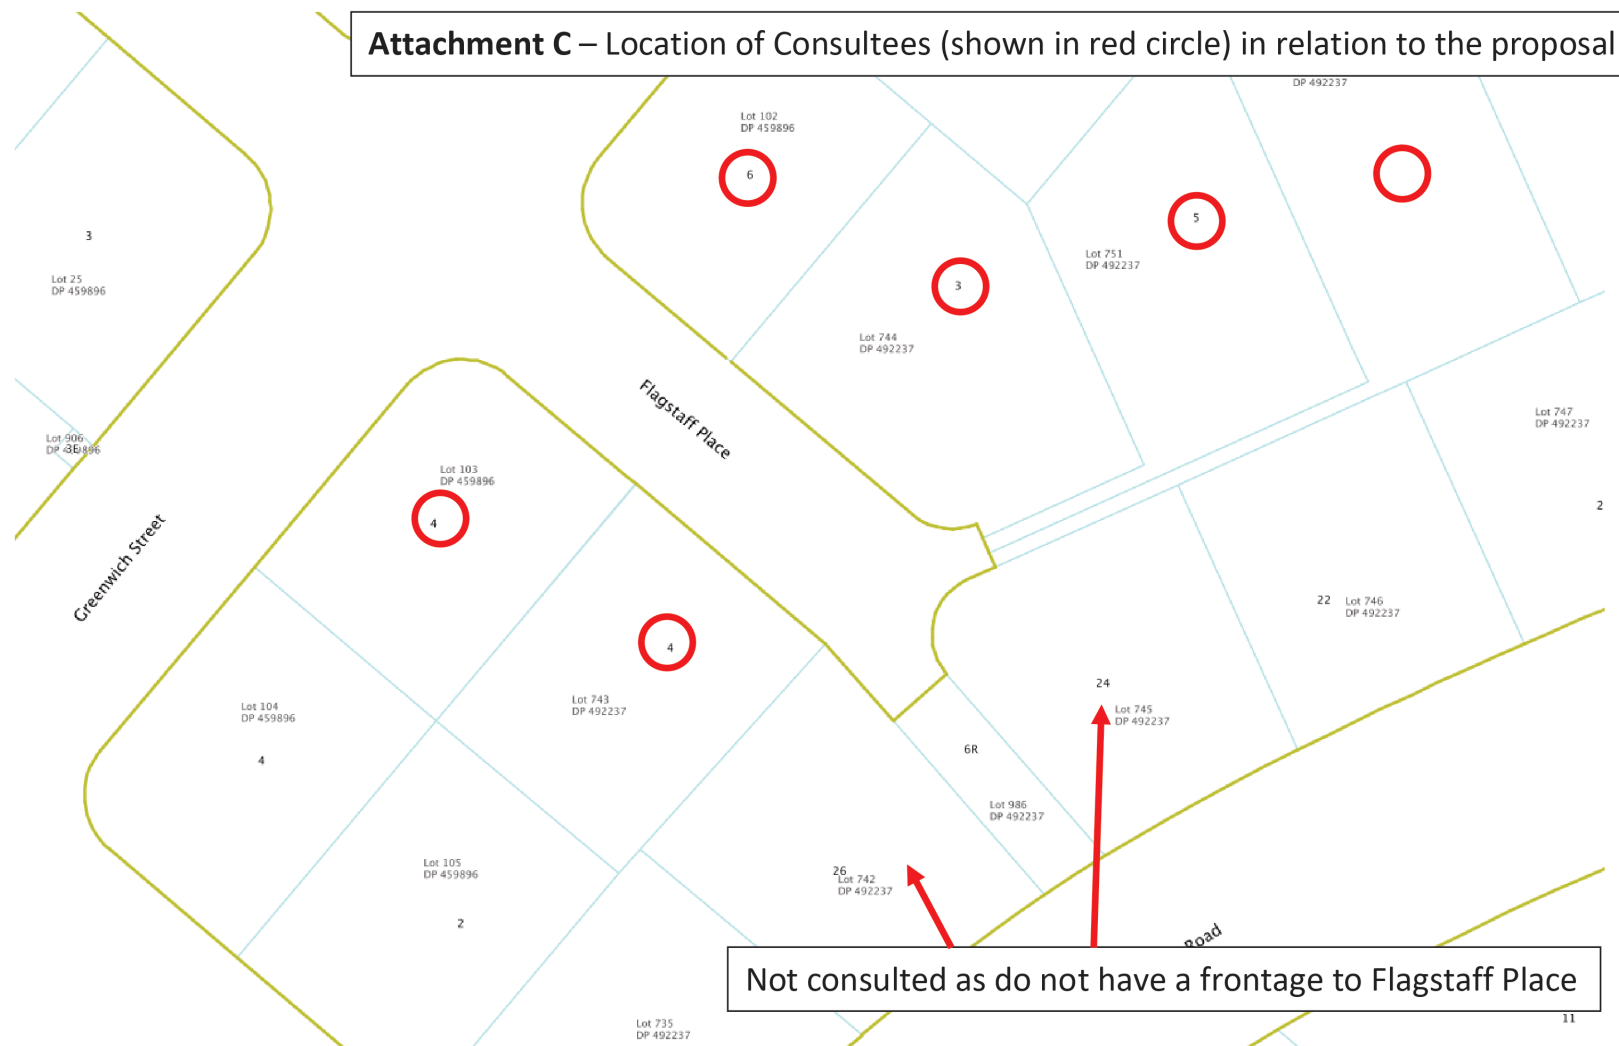 Attachment C – Location of Consultees (shown in red circle) in relation to the proposal
DP 492237
Lot 102
DP 459896
6
5
3
Lot 25
DP 459896
Lot 751
DP 492237
3
Lot 744
DP 492237
Flagstaff Place
Lot 747
DP 492237
Lot 906
DP 459896
3E
Lot 103
DP 459896
4
2
Greenwich Street
22
Lot 746
DP 492237
4
24
Lot 743
DP 492237
Lot 104
DP 459896
Lot 745
DP 492237
4
6R
Lot 986
DP 492237
Lot 105
DP 459896
26
Lot 742
DP 492237
2
Road
Not consulted as do not have a frontage to Flagstaff Place
Lot 735
DP 492237
11